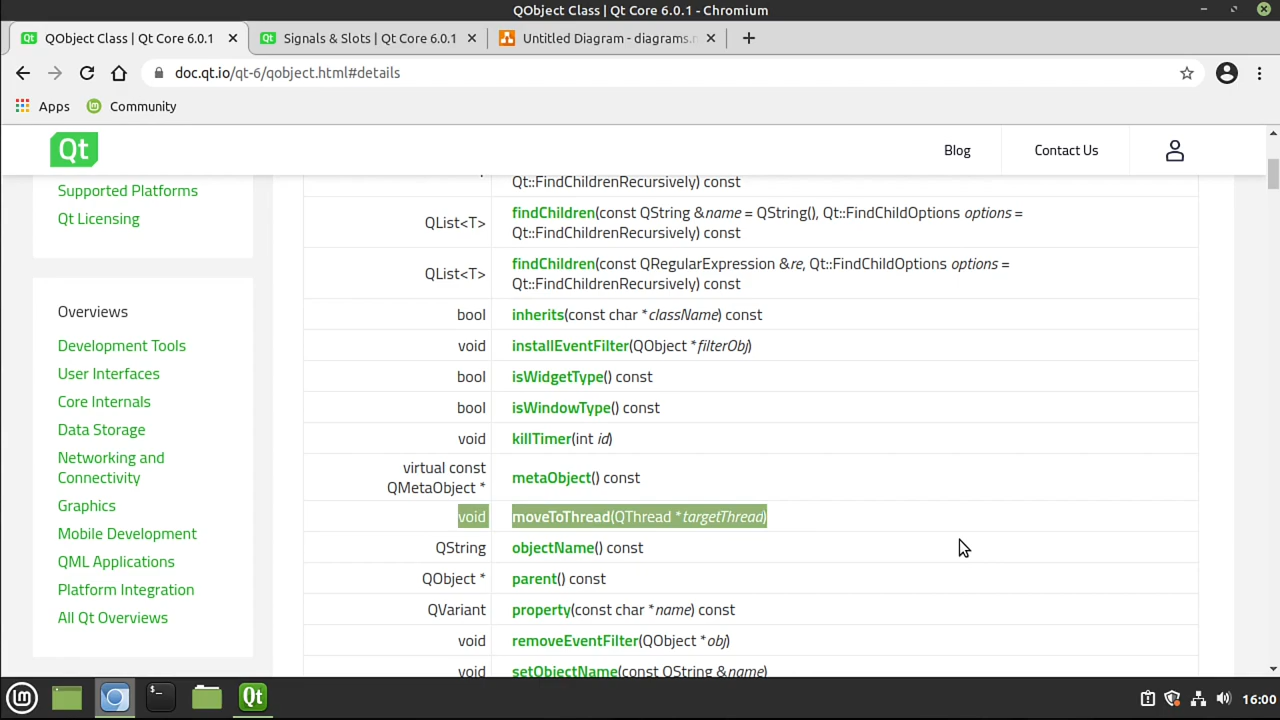 QObject Class | Qt Core 6.0.1 - Chromium
QObject Class | Qt Core 6.0.1
Signals & Slots | Qt Core 6.0.1
Untitled Diagram - diagrams.n
doc.qt.io/qt-6/qobject.html#details
Apps
Community
Qt
Blog
Contact Us
Supported Platforms
Qt Licensing
Overviews
Development Tools
User Interfaces
Core Internals
Data Storage
Networking and
Connectivity
Graphics
Mobile Development
QML Applications
Platform Integration
All Qt Overviews
Qt::FindChildrenRecursively) const
QList<T> findChildren(const QString &name = QString(), Qt::FindChildOptions options =
Qt::FindChildrenRecursively) const
QList<T> findChildren(const QRegularExpression &re, Qt::FindChildOptions options =
Qt::FindChildrenRecursively) const
bool inherits(const char *className) const
void installEventFilter(QObject *filterObj)
bool isWidgetType() const
bool isWindowType() const
void killTimer(int id)
virtual const
QMetaObject * metaObject() const
void moveToThread(QThread *targetThread)
QString objectName() const
QObject * parent() const
QVariant property(const char *name) const
void removeEventFilter(QObject *obj)
void setObjectName(const QString &name)
Qt
16:00